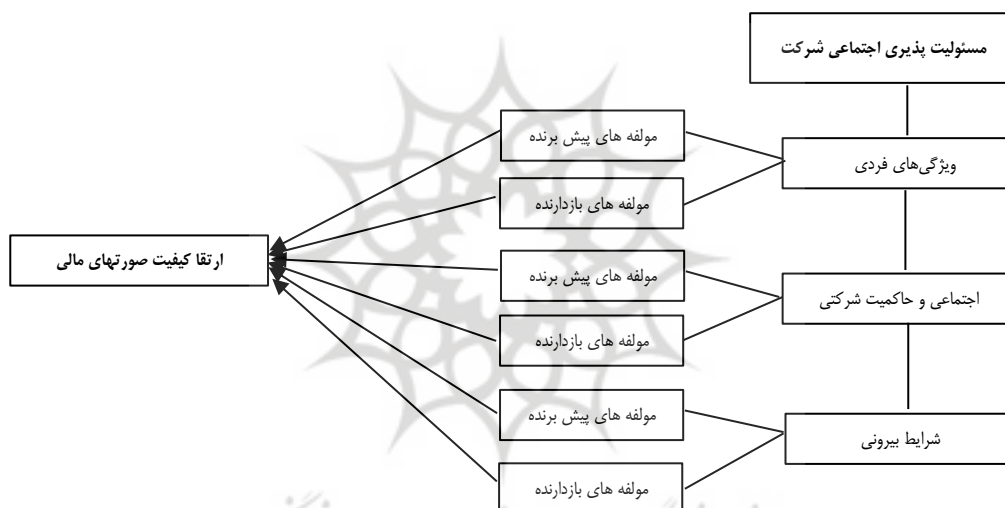 مسئولیت پذیری اجتماعی شرکت
ویژگی‌های فردی
مولفه های پیش برنده
مولفه های بازدارنده
اجتماعی و حاکمیت شرکتی
مولفه های پیش برنده
مولفه های بازدارنده
شرایط بیرونی
مولفه های پیش برنده
مولفه های بازدارنده
ارتقا کیفیت صورتهای مالی